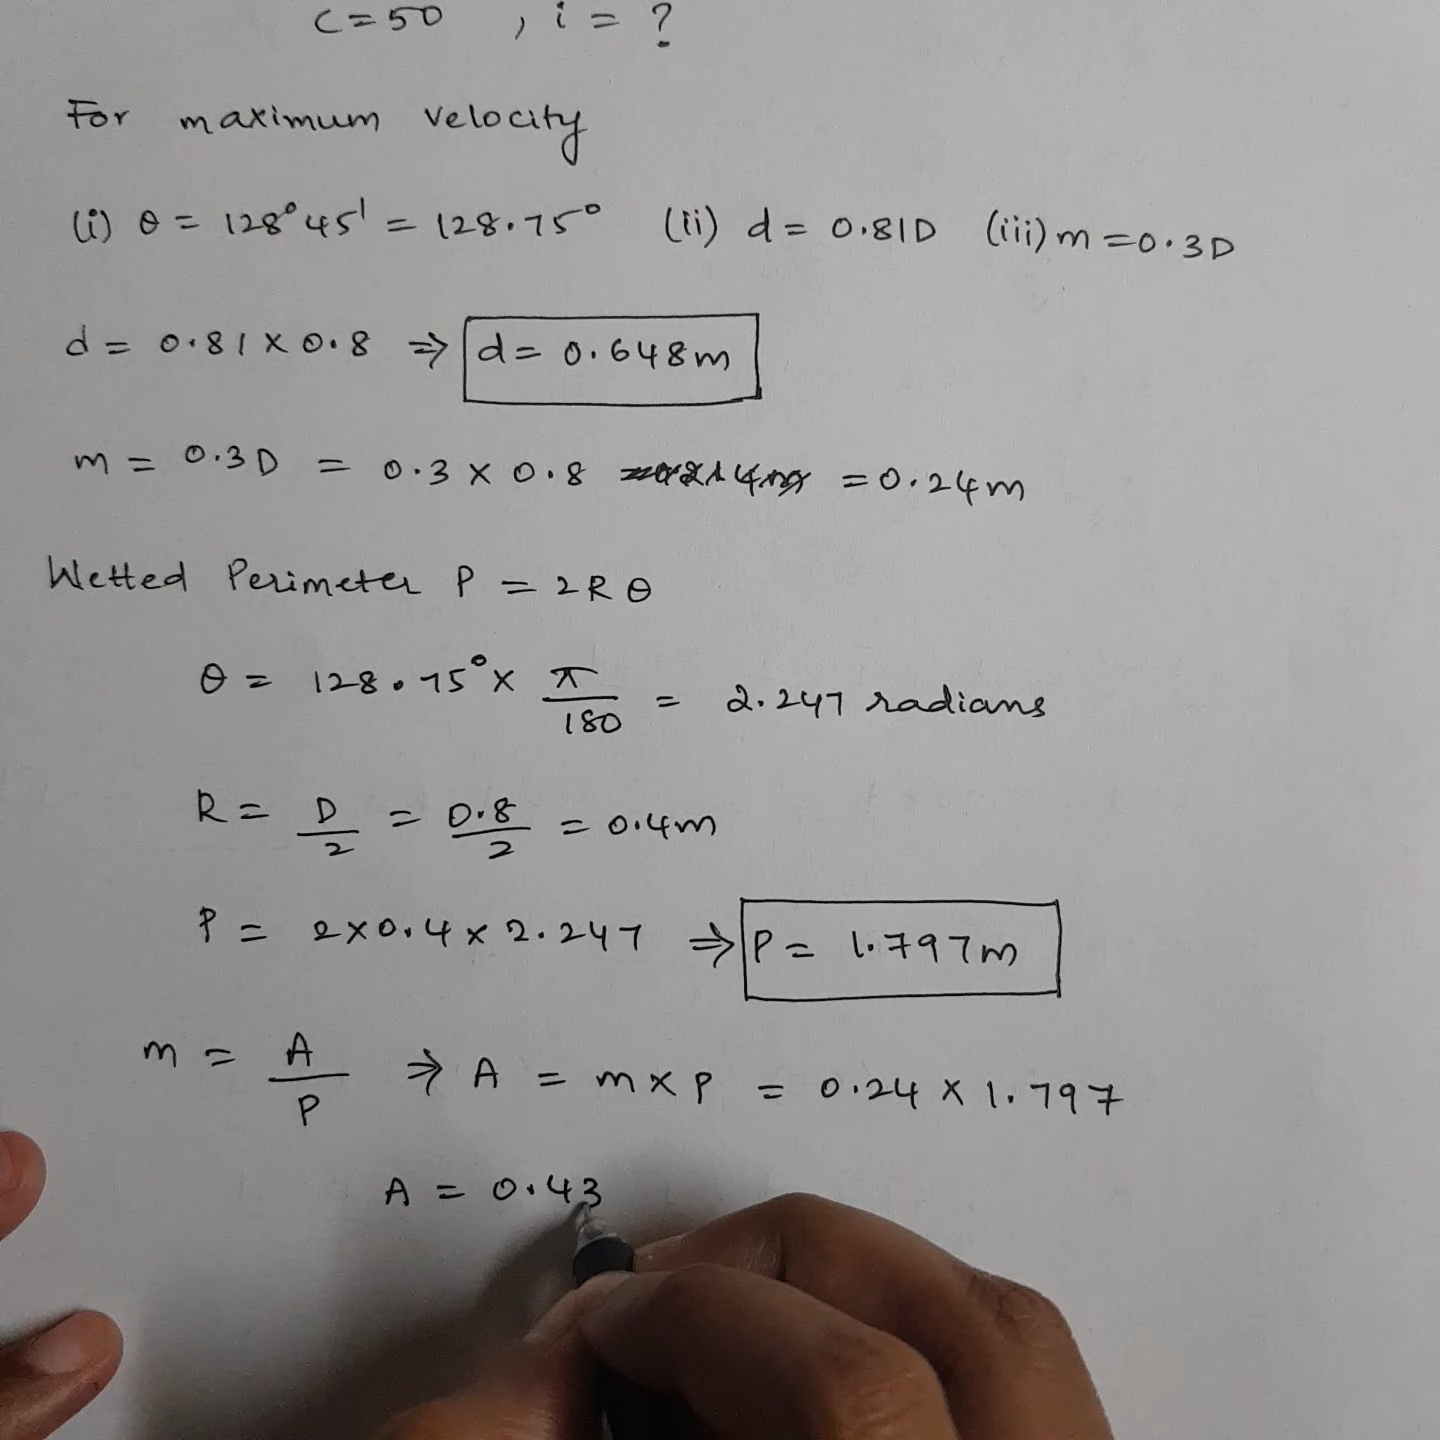 C = 50 , i = ?
For maximum velocity
(i) θ = 128°45' = 128.75° (ii) d = 0.81D (iii) m = 0.3D
d = 0.81 × 0.8 ⇒ d = 0.648m
m = 0.3D = 0.3 × 0.8 = 0.24m
Wetted Perimeter P = 2Rθ
θ = 128.75° × π/180 = 2.247 radians
R = D/2 = 0.8/2 = 0.4m
P = 2×0.4×2.247 ⇒ P = 1.797m
m = A/P ⇒ A = m×P = 0.24 × 1.797
A = 0.43